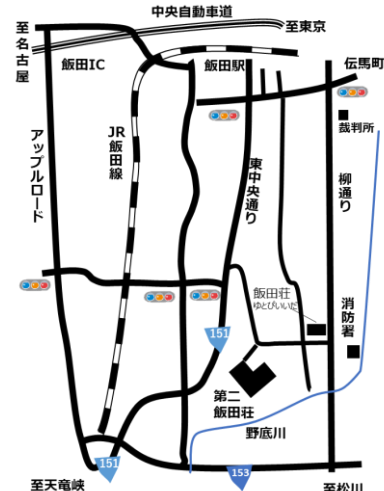 中央自動車道
至東京
至名古屋
飯田IC
飯田駅
伝馬町
裁判所
アップルロード
JR飯田線
東中央通り
柳通り
飯田荘
ゆとぴいいだ
消防署
151
第二
飯田荘
野底川
151
153
至天竜峡
至松川